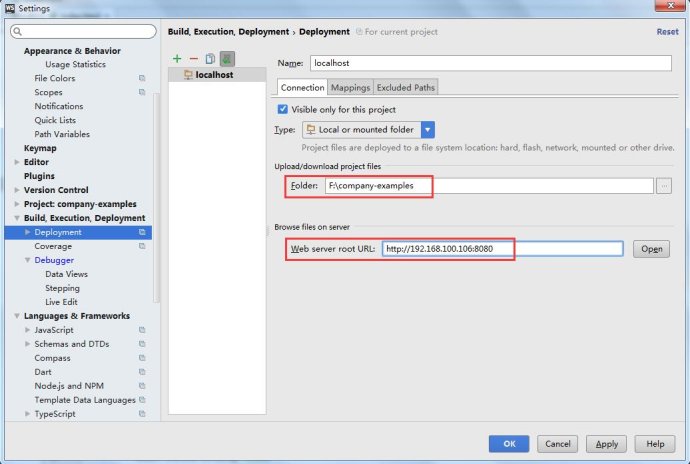 WS Settings
Appearance & Behavior
Usage Statistics
File Colors
Scopes
Notifications
Quick Lists
Path Variables
Keymap
Editor
Plugins
Version Control
Project: company-examples
Build, Execution, Deployment
Deployment
Coverage
Debugger
Data Views
Stepping
Live Edit
Languages & Frameworks
JavaScript
Schemas and DTDs
Compass
Dart
Node.js and NPM
Template Data Languages
TypeScript
Build, Execution, Deployment › Deployment For current project Reset
localhost
Name: localhost
Connection Mappings Excluded Paths
Visible only for this project
Type: Local or mounted folder
Project files are deployed to a file system location: hard, flash, network, mounted or other drive.
Upload/download project files
Folder: F:\company-examples ...
Browse files on server
Web server root URL: http://192.168.100.106:8080 Open
OK Cancel Apply Help